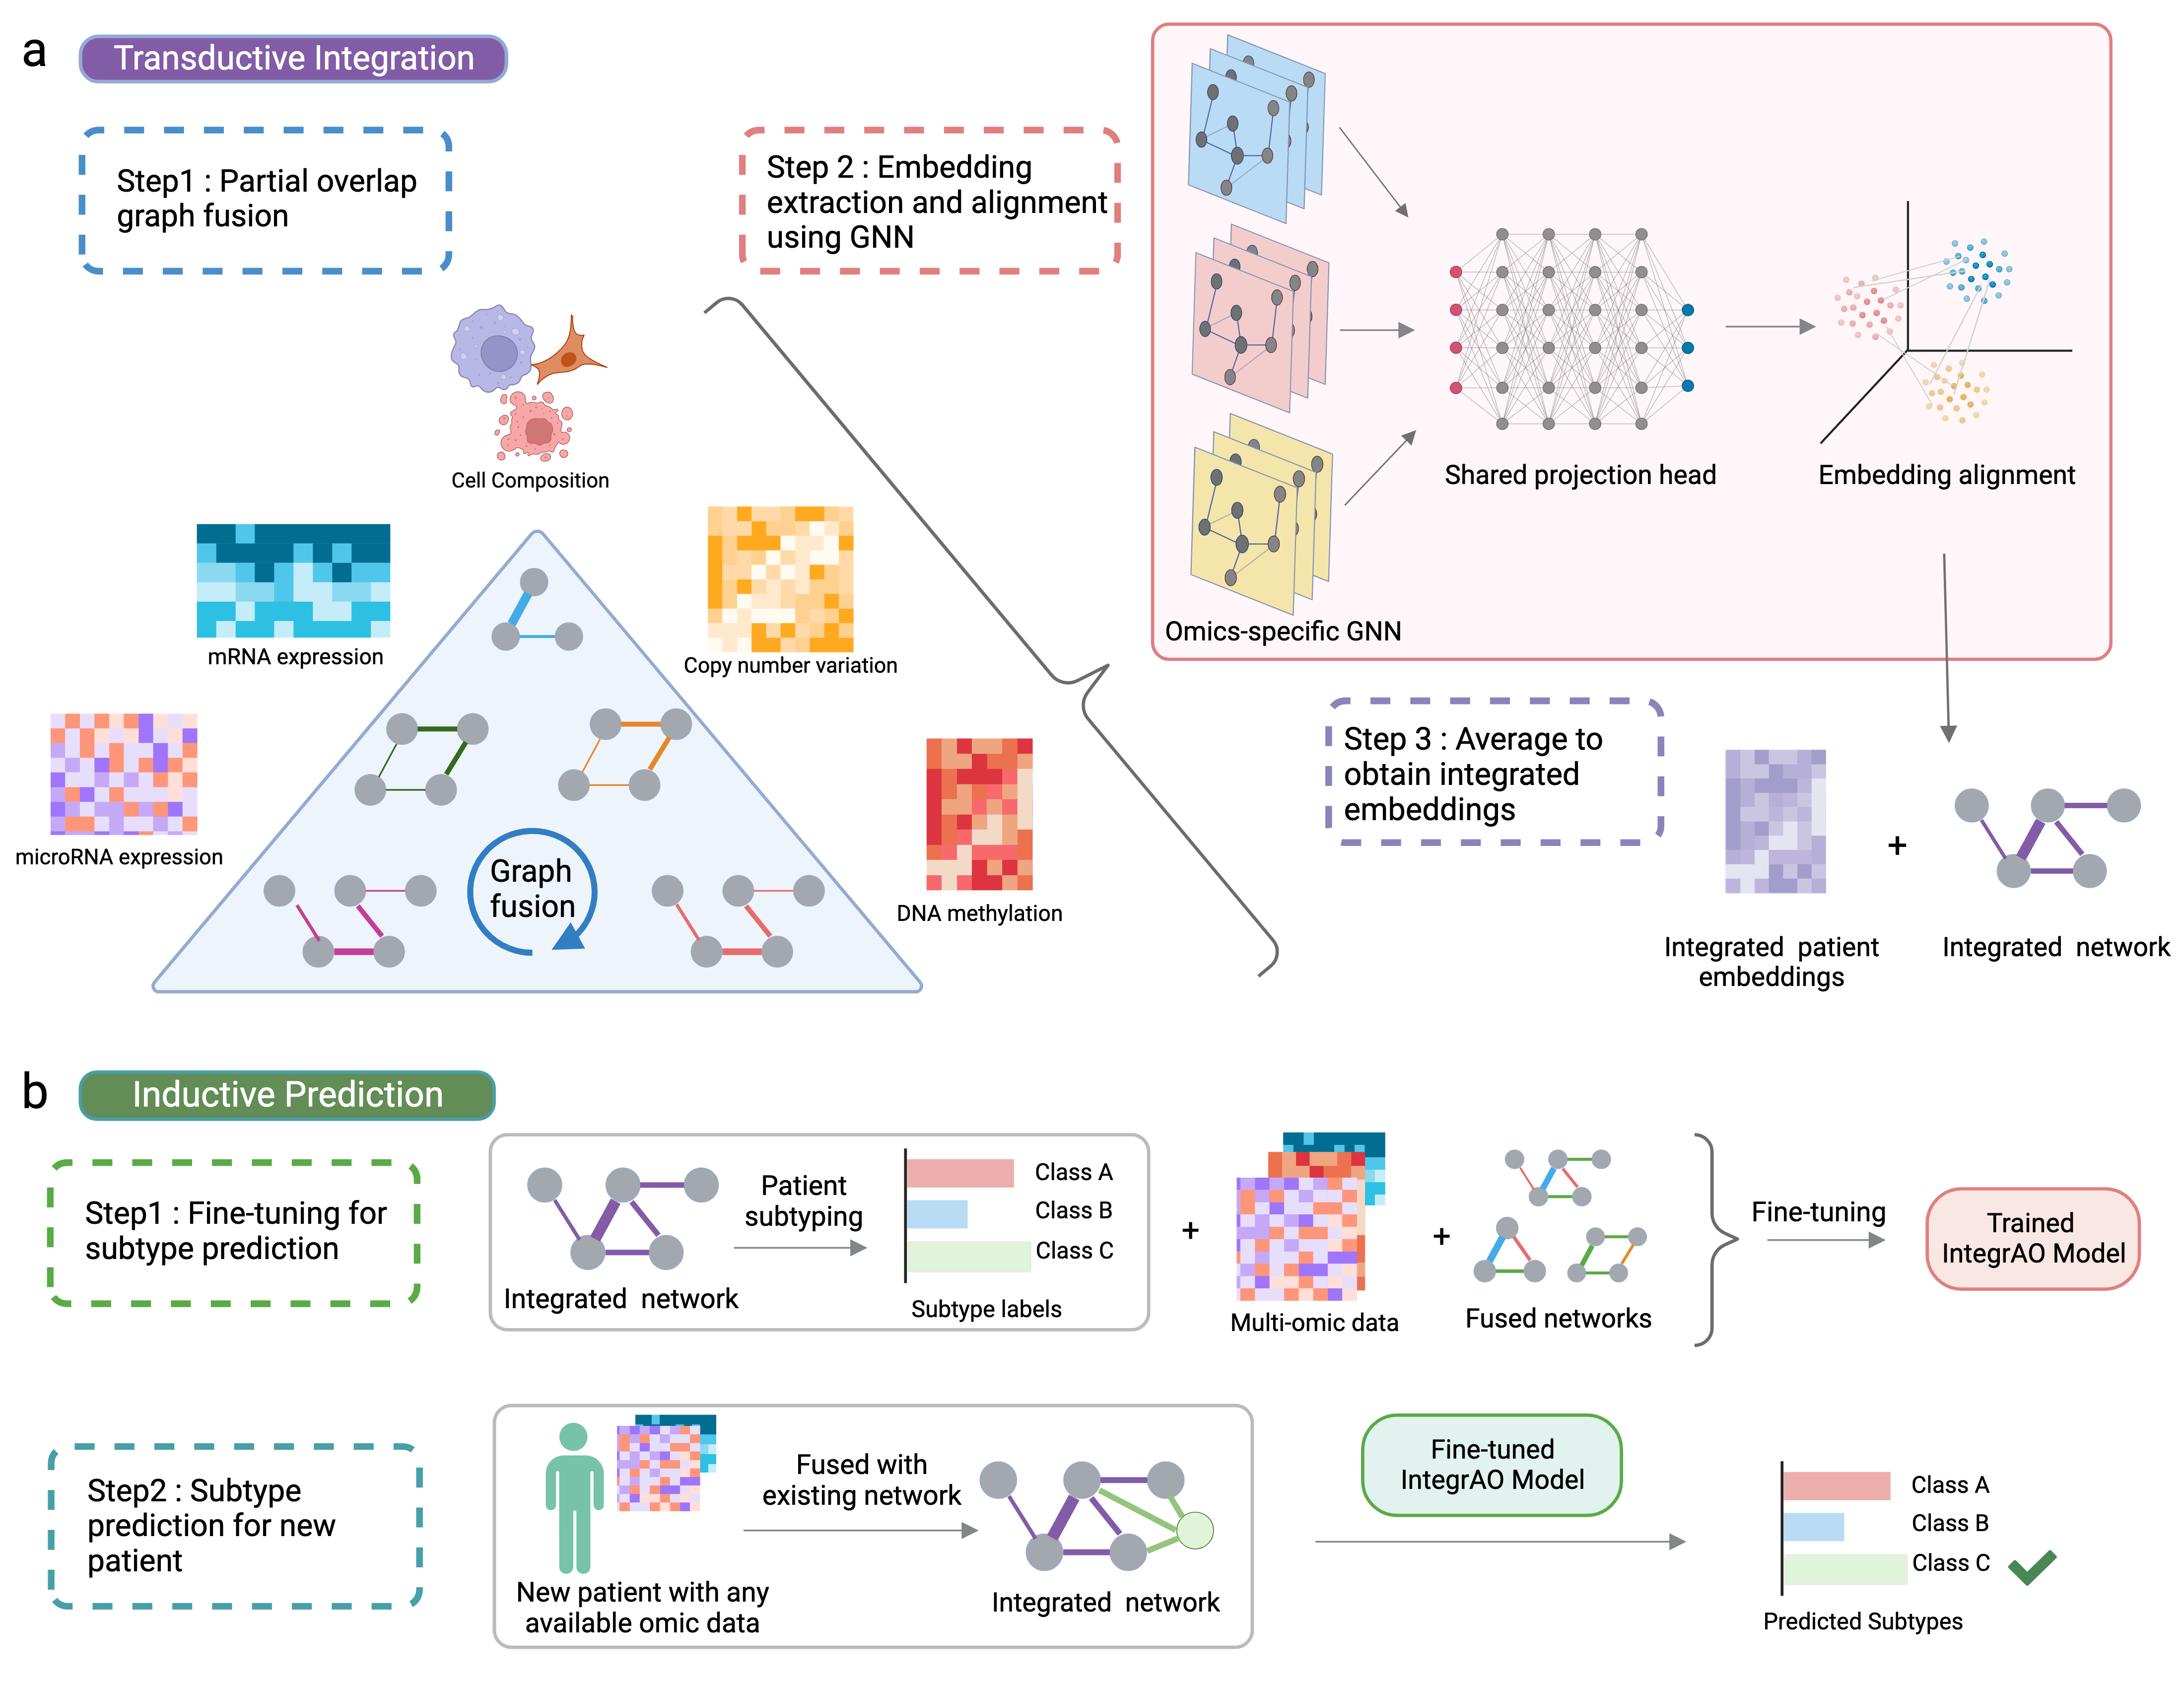 a
Transductive Integration
Step1 : Partial overlap
graph fusion
Step 2 : Embedding
extraction and alignment
using GNN
Cell Composition
mRNA expression
Copy number variation
microRNA expression
DNA methylation
Graph
fusion
Omics-specific GNN
Shared projection head
Embedding alignment
Step 3 : Average to
obtain integrated
embeddings
+
Integrated patient
embeddings
Integrated network
b
Inductive Prediction
Step1 : Fine-tuning for
subtype prediction
Integrated network
Patient
subtyping
Class A
Class B
Class C
Subtype labels
+
Multi-omic data
+
Fused networks
Fine-tuning
Trained
IntegrAO Model
Step2 : Subtype
prediction for new
patient
New patient with any
available omic data
Fused with
existing network
Integrated network
Fine-tuned
IntegrAO Model
Class A
Class B
Class C
Predicted Subtypes